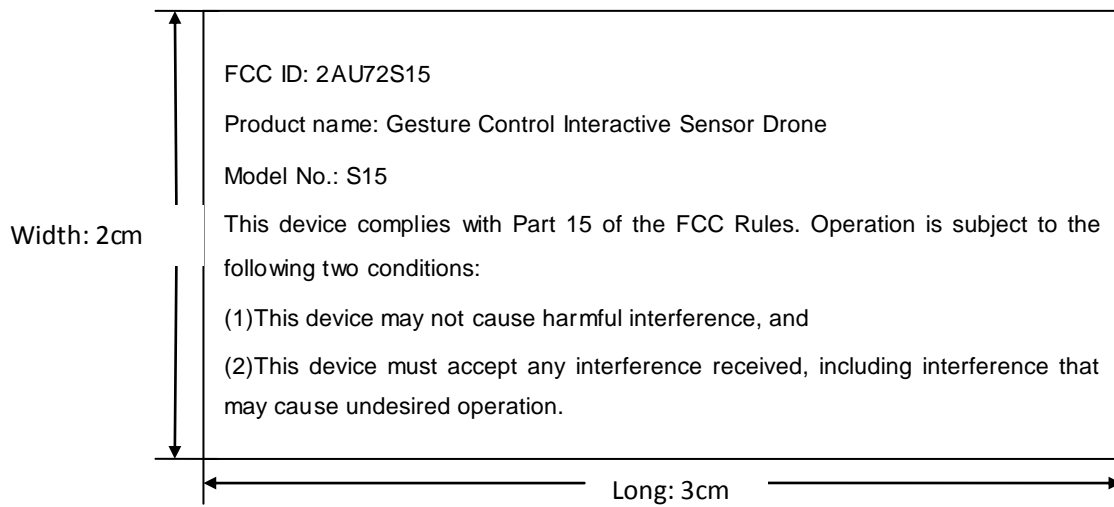 FCC ID: 2AU72S15
Product name: Gesture Control Interactive Sensor Drone
Model No.: S15
This device complies with Part 15 of the FCC Rules. Operation is subject to the
following two conditions:
(1)This device may not cause harmful interference, and
(2)This device must accept any interference received, including interference that
may cause undesired operation.
Width: 2cm
Long: 3cm